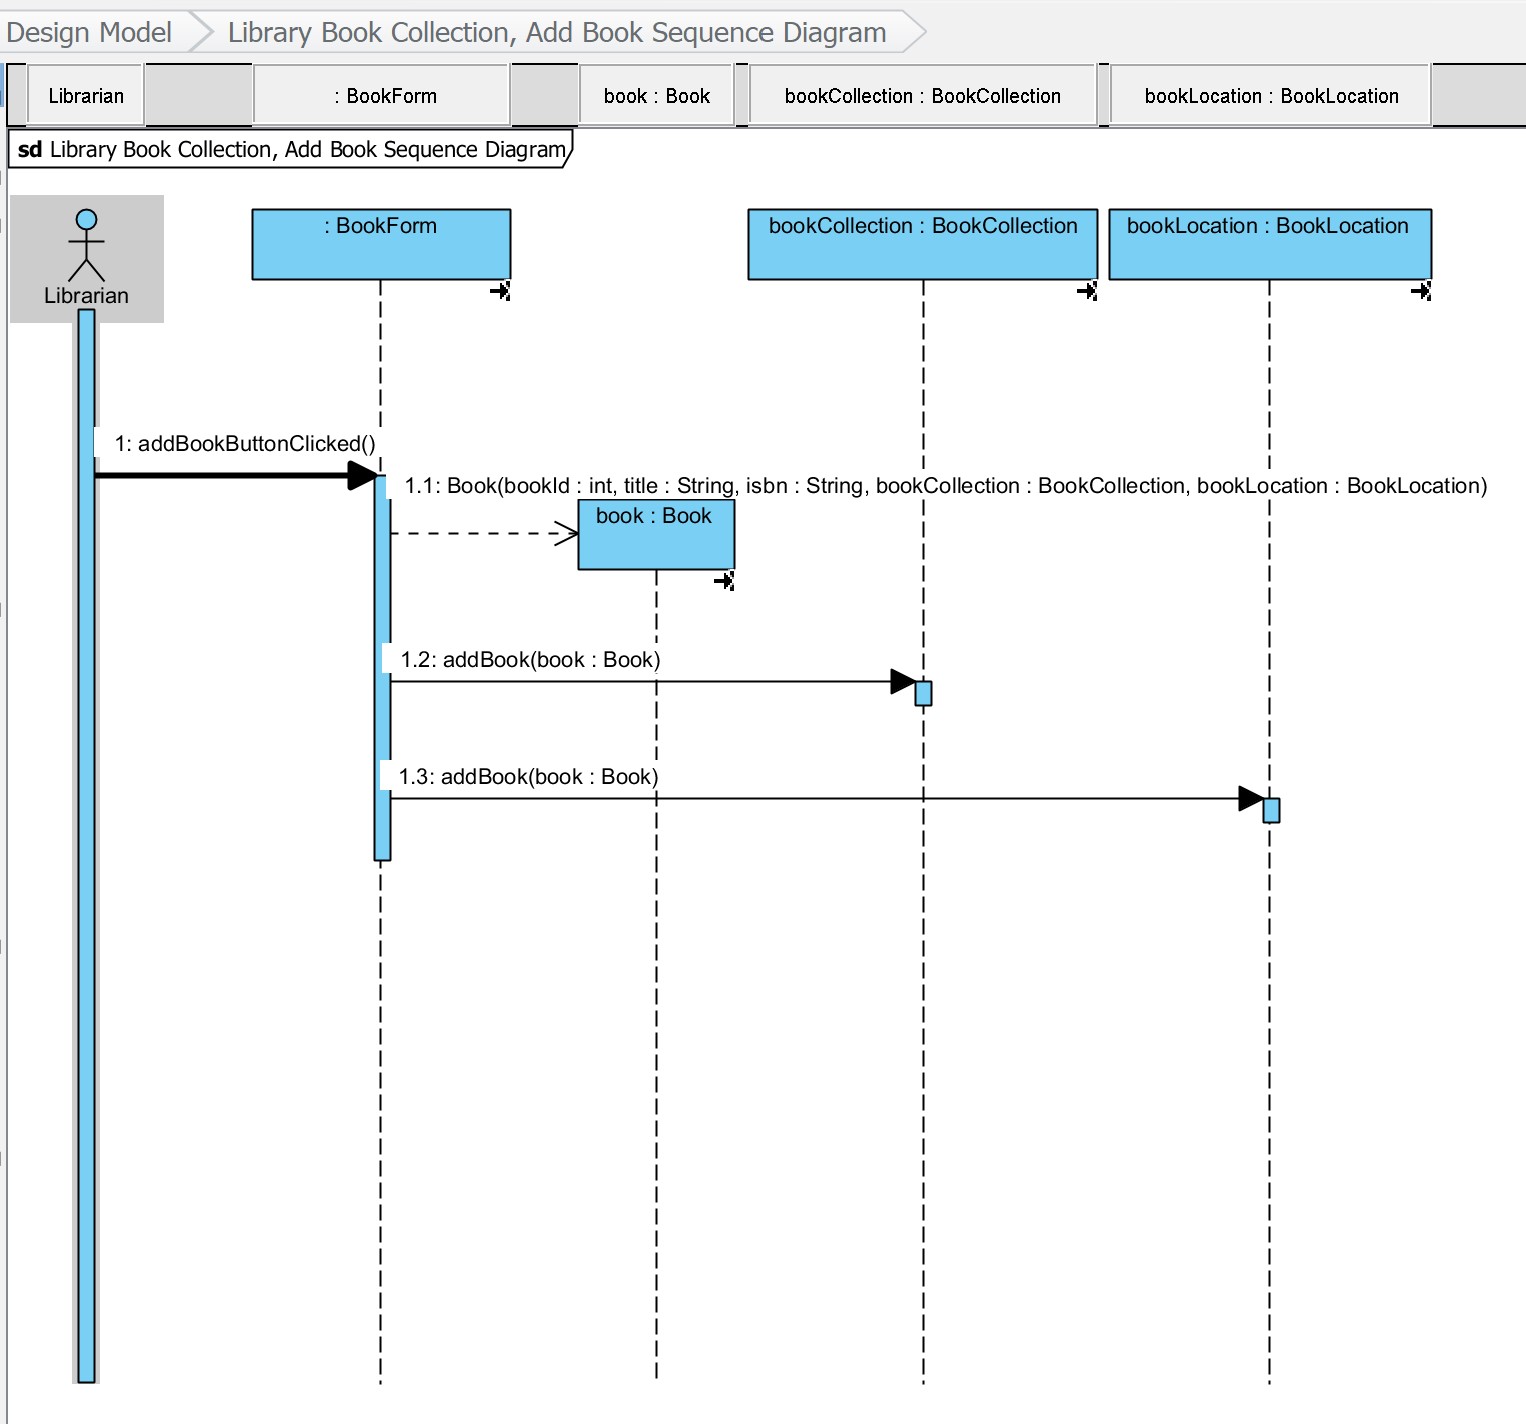 Design Model
Library Book Collection, Add Book Sequence Diagram
Librarian
: BookForm
book : Book
bookCollection : BookCollection
bookLocation : BookLocation
sd Library Book Collection, Add Book Sequence Diagram
: BookForm
bookCollection : BookCollection
bookLocation : BookLocation
Librarian
1: addBookButtonClicked()
1.1: Book(bookId : int, title : String, isbn : String, bookCollection : BookCollection, bookLocation : BookLocation)
book : Book
1.2: addBook(book : Book)
1.3: addBook(book : Book)